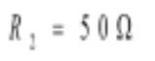 R₂ = 50Ω